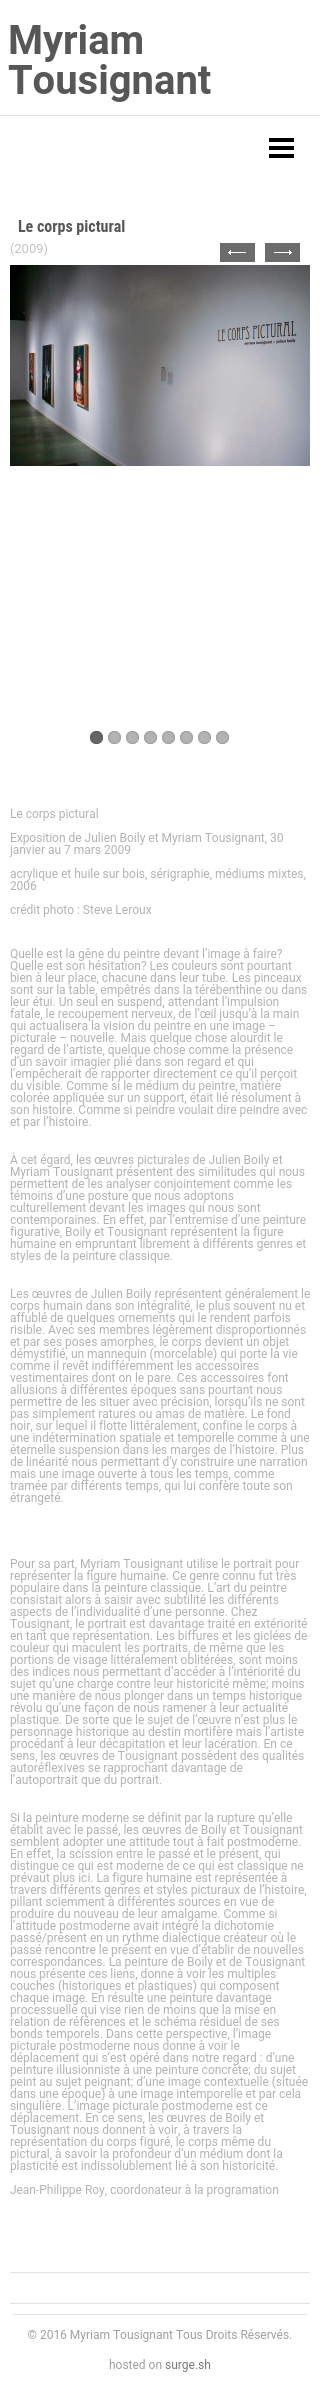 Myriam
Tousignant
Le corps pictural
(2009)
LE CORPS PICTURAL
myriam tousignant + julien boily
Le corps pictural
Exposition de Julien Boily et Myriam Tousignant, 30
janvier au 7 mars 2009
acrylique et huile sur bois, sérigraphie, médiums mixtes,
2006
crédit photo : Steve Leroux
Quelle est la gêne du peintre devant l’image à faire?
Quelle est son hésitation? Les couleurs sont pourtant
bien à leur place, chacune dans leur tube. Les pinceaux
sont sur la table, empêtrés dans la térébenthine ou dans
leur étui. Un seul en suspend, attendant l’impulsion
fatale, le recoupement nerveux, de l’œil jusqu’à la main
qui actualisera la vision du peintre en une image –
picturale – nouvelle. Mais quelque chose alourdit le
regard de l’artiste, quelque chose comme la présence
d’un savoir imagier plié dans son regard et qui
l’empêcherait de rapporter directement ce qu’il perçoit
du visible. Comme si le médium du peintre, matière
colorée appliquée sur un support, était lié résolument à
son histoire. Comme si peindre voulait dire peindre avec
et par l’histoire.
À cet égard, les œuvres picturales de Julien Boily et
Myriam Tousignant présentent des similitudes qui nous
permettent de les analyser conjointement comme les
témoins d’une posture que nous adoptons
culturellement devant les images qui nous sont
contemporaines. En effet, par l’entremise d’une peinture
figurative, Boily et Tousignant représentent la figure
humaine en empruntant librement à différents genres et
styles de la peinture classique.
Les œuvres de Julien Boily représentent généralement le
corps humain dans son intégralité, le plus souvent nu et
affublé de quelques ornements qui le rendent parfois
risible. Avec ses membres légèrement disproportionnés
et par ses poses amorphes, le corps devient un objet
démystifié, un mannequin (morcelable) qui porte la vie
comme il revêt indifféremment les accessoires
vestimentaires dont on le pare. Ces accessoires font
allusions à différentes époques sans pourtant nous
permettre de les situer avec précision, lorsqu’ils ne sont
pas simplement ratures ou amas de matière. Le fond
noir, sur lequel il flotte littéralement, confine le corps à
une indétermination spatiale et temporelle comme à une
éternelle suspension dans les marges de l’histoire. Plus
de linéarité nous permettant d’y construire une narration
mais une image ouverte à tous les temps, comme
tramée par différents temps, qui lui confère toute son
étrangeté.
Pour sa part, Myriam Tousignant utilise le portrait pour
représenter la figure humaine. Ce genre connu fut très
populaire dans la peinture classique. L’art du peintre
consistait alors à saisir avec subtilité les différents
aspects de l’individualité d’une personne. Chez
Tousignant, le portrait est davantage traité en extériorité
en tant que représentation. Les biffures et les giclées de
couleur qui maculent les portraits, de même que les
portions de visage littéralement oblitérées, sont moins
des indices nous permettant d’accéder à l’intériorité du
sujet qu’une charge contre leur historicité même; moins
une manière de nous plonger dans un temps historique
révolu qu’une façon de nous ramener à leur actualité
plastique. De sorte que le sujet de l’œuvre n’est plus le
personnage historique au destin mortifère mais l’artiste
procédant à leur décapitation et leur lacération. En ce
sens, les œuvres de Tousignant possèdent des qualités
autoréflexives se rapprochant davantage de
l’autoportrait que du portrait.
Si la peinture moderne se définit par la rupture qu’elle
établit avec le passé, les œuvres de Boily et Tousignant
semblent adopter une attitude tout à fait postmoderne.
En effet, la scission entre le passé et le présent, qui
distingue ce qui est moderne de ce qui est classique ne
prévaut plus ici. La figure humaine est représentée à
travers différents genres et styles picturaux de l’histoire,
pillant sciemment à différentes sources en vue de
produire du nouveau de leur amalgame. Comme si
l’attitude postmoderne avait intégré la dichotomie
passé/présent en un rythme dialectique créateur où le
passé rencontre le présent en vue d’établir de nouvelles
correspondances. La peinture de Boily et de Tousignant
nous présente ces liens, donne à voir les multiples
couches (historiques et plastiques) qui composent
chaque image. En résulte une peinture davantage
processuelle qui vise rien de moins que la mise en
relation de références et le schéma résiduel de ses
bonds temporels. Dans cette perspective, l’image
picturale postmoderne nous donne à voir le
déplacement qui s’est opéré dans notre regard : d’une
peinture illusionniste à une peinture concrète; du sujet
peint au sujet peignant; d’une image contextuelle (située
dans une époque) à une image intemporelle et par cela
singulière. L’image picturale postmoderne est ce
déplacement. En ce sens, les œuvres de Boily et
Tousignant nous donnent à voir, à travers la
représentation du corps figuré, le corps même du
pictural, à savoir la profondeur d’un médium dont la
plasticité est indissolublement lié à son historicité.
Jean-Philippe Roy, coordonateur à la programation
© 2016 Myriam Tousignant Tous Droits Réservés.
hosted on surge.sh